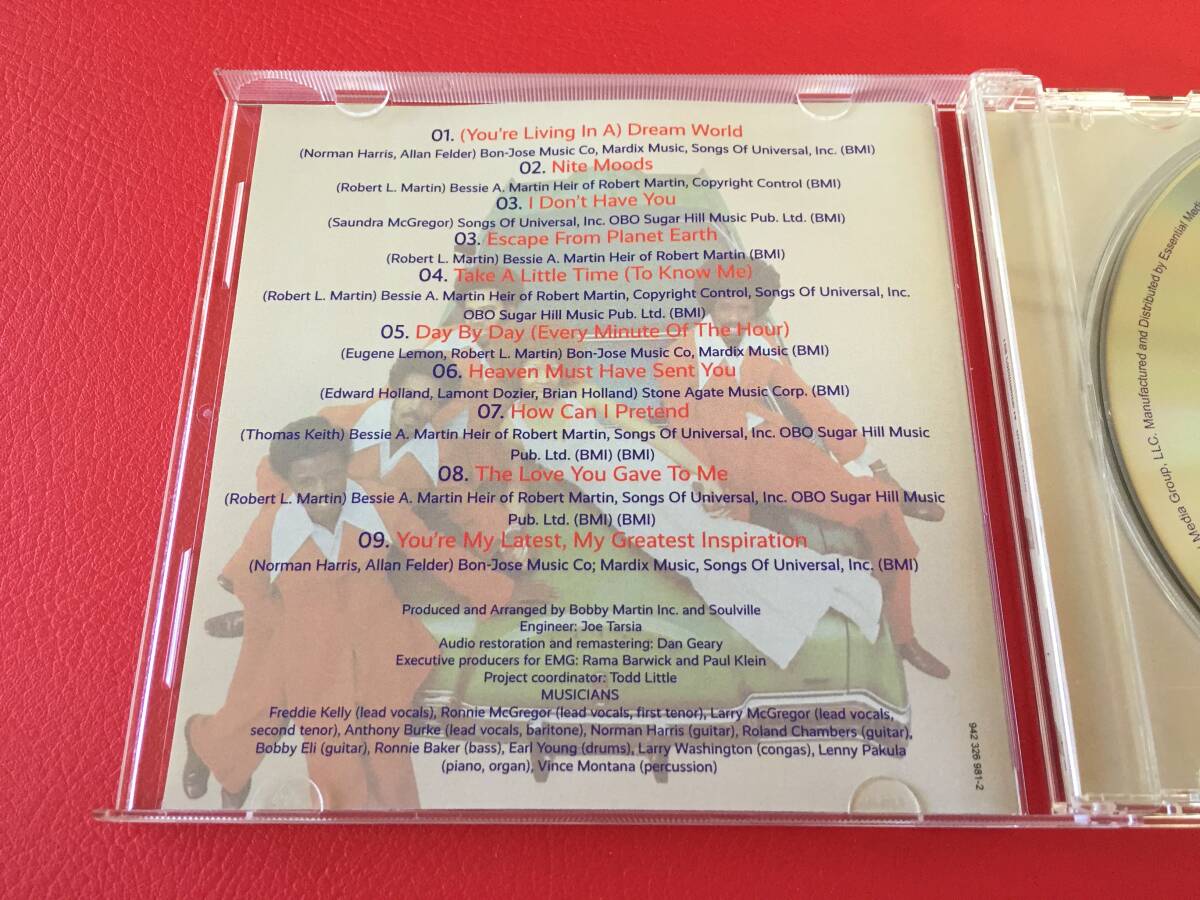 01. (You're Living In A) Dream World
(Norman Harris, Allan Felder) Bon-Jose Music Co, Mardix Music, Songs Of Universal, Inc. (BMI)
02. Nite Moods
(Robert L. Martin) Bessie A. Martin Heir of Robert Martin, Copyright Control (BMI)
03. I Don't Have You
(Saundra McGregor) Songs Of Universal, Inc. OBO Sugar Hill Music Pub. Ltd. (BMI)
03. Escape From Planet Earth
(Robert L. Martin) Bessie A. Martin Heir of Robert Martin (BMI)
04. Take A Little Time (To Know Me)
(Robert L. Martin) Bessie A. Martin Heir of Robert Martin, Copyright Control, Songs Of Universal, Inc.
OBO Sugar Hill Music Pub. Ltd. (BMI)
05. Day By Day (Every Minute Of The Hour)
(Eugene Lemon, Robert L. Martin) Bon-Jose Music Co, Mardix Music (BMI)
06. Heaven Must Have Sent You
(Edward Holland, Lamont Dozier, Brian Holland) Stone Agate Music Corp. (BMI)
07. How Can I Pretend
(Thomas Keith) Bessie A. Martin Heir of Robert Martin, Songs Of Universal, Inc. OBO Sugar Hill Music
Pub. Ltd. (BMI) (BMI)
08. The Love You Gave To Me
(Robert L. Martin) Bessie A. Martin Heir of Robert Martin, Songs Of Universal, Inc. OBO Sugar Hill Music
Pub. Ltd. (BMI) (BMI)
09. You're My Latest, My Greatest Inspiration
(Norman Harris, Allan Felder) Bon-Jose Music Co; Mardix Music, Songs Of Universal, Inc. (BMI)
Produced and Arranged by Bobby Martin Inc. and Soulville
Engineer: Joe Tarsia
Audio restoration and remastering: Dan Geary
Executive producers for EMG: Rama Barwick and Paul Klein
Project coordinator: Todd Little
MUSICIANS
Freddie Kelly (lead vocals), Ronnie McGregor (lead vocals, first tenor), Larry McGregor (lead vocals,
second tenor), Anthony Burke (lead vocals, baritone), Norman Harris (guitar), Roland Chambers (guitar),
Bobby Eli (guitar), Ronnie Baker (bass), Earl Young (drums), Larry Washington (congas), Lenny Pakula
(piano, organ), Vince Montana (percussion)
942 326 981-2
Media Group, LLC. Manufactured and Distributed by Essential Medi